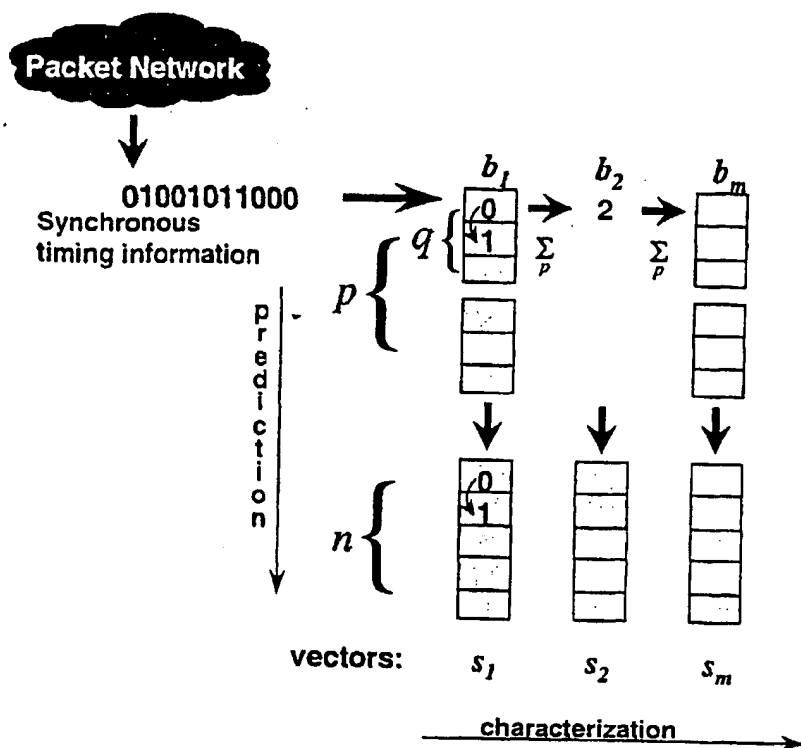 Packet Network
01001011000
Synchronous
timing information
prediction
b₁ b₂ bₘ
0 2
1
q
p
Σ Σ
p p
0
1
n
vectors: s₁ s₂ sₘ
characterization